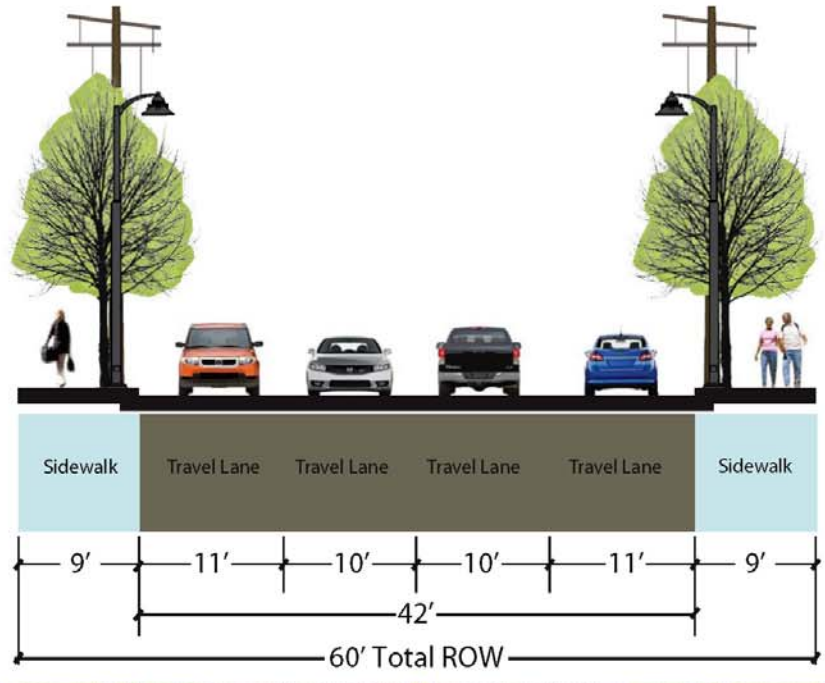 Sidewalk Travel Lane Travel Lane Travel Lane Travel Lane Sidewalk
9' 11' 10' 10' 11' 9'
42'
60' Total ROW